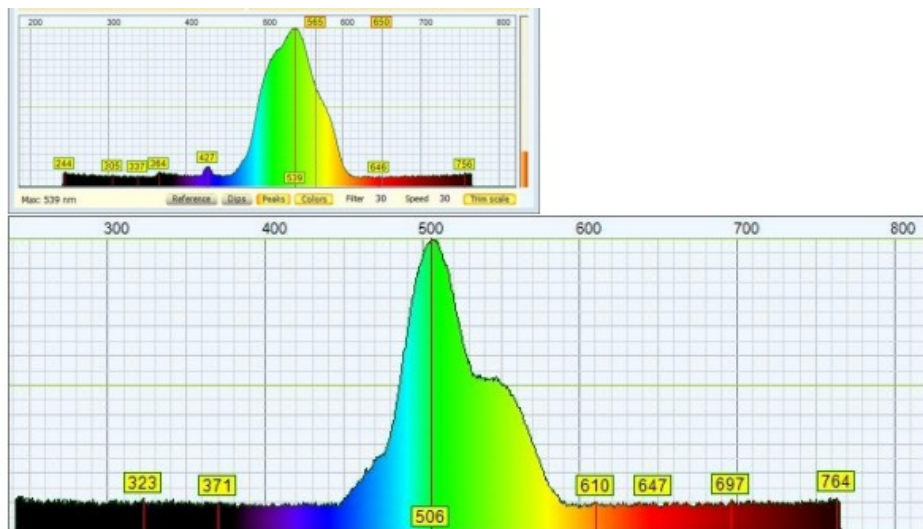 200 300 400 500 565 600 650 700 800
244 305 337 364 427 539 646 756
Max: 539 nm Reference Dips Peaks Colors Filter 30 Speed 30 Trim scale
300 400 500 600 700 800
323 371 506 610 647 697 764